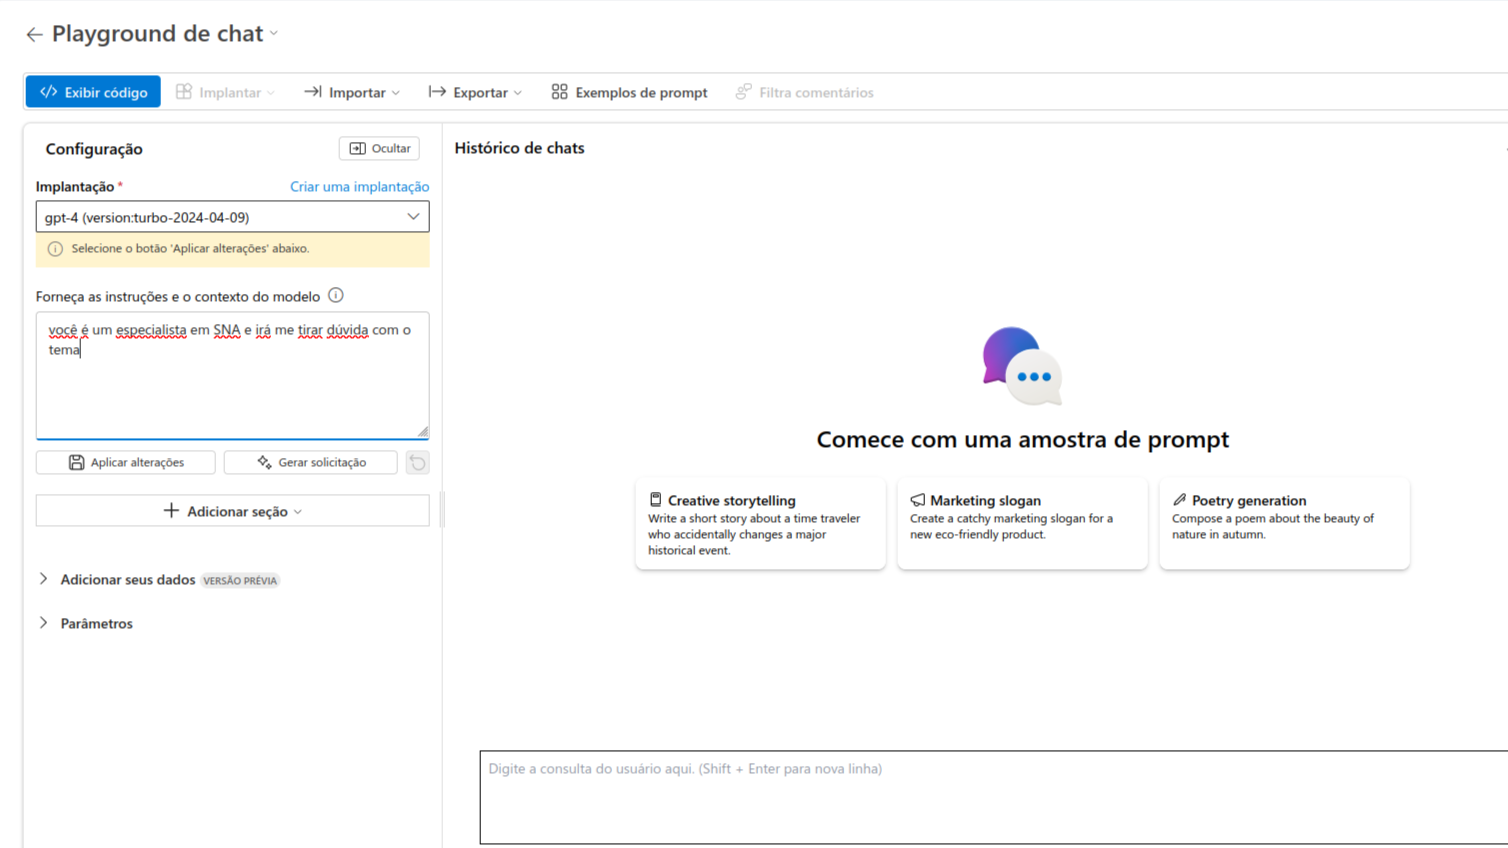 Playground de chat
Exibir código
Implantar
Importar
Exportar
Exemplos de prompt
Filtra comentários
Configuração
Ocultar
Implantação *
Criar uma implantação
gpt-4 (version:turbo-2024-04-09)
Selecione o botão 'Aplicar alterações' abaixo.
Forneça as instruções e o contexto do modelo
você é um especialista em SNA e irá me tirar dúvida com o
tema
Aplicar alterações
Gerar solicitação
Adicionar seção
Adicionar seus dados VERSÃO PRÉVIA
Parâmetros
Histórico de chats
Comece com uma amostra de prompt
Creative storytelling
Write a short story about a time traveler
who accidentally changes a major
historical event.
Marketing slogan
Create a catchy marketing slogan for a
new eco-friendly product.
Poetry generation
Compose a poem about the beauty of
nature in autumn.
Digite a consulta do usuário aqui. (Shift + Enter para nova linha)